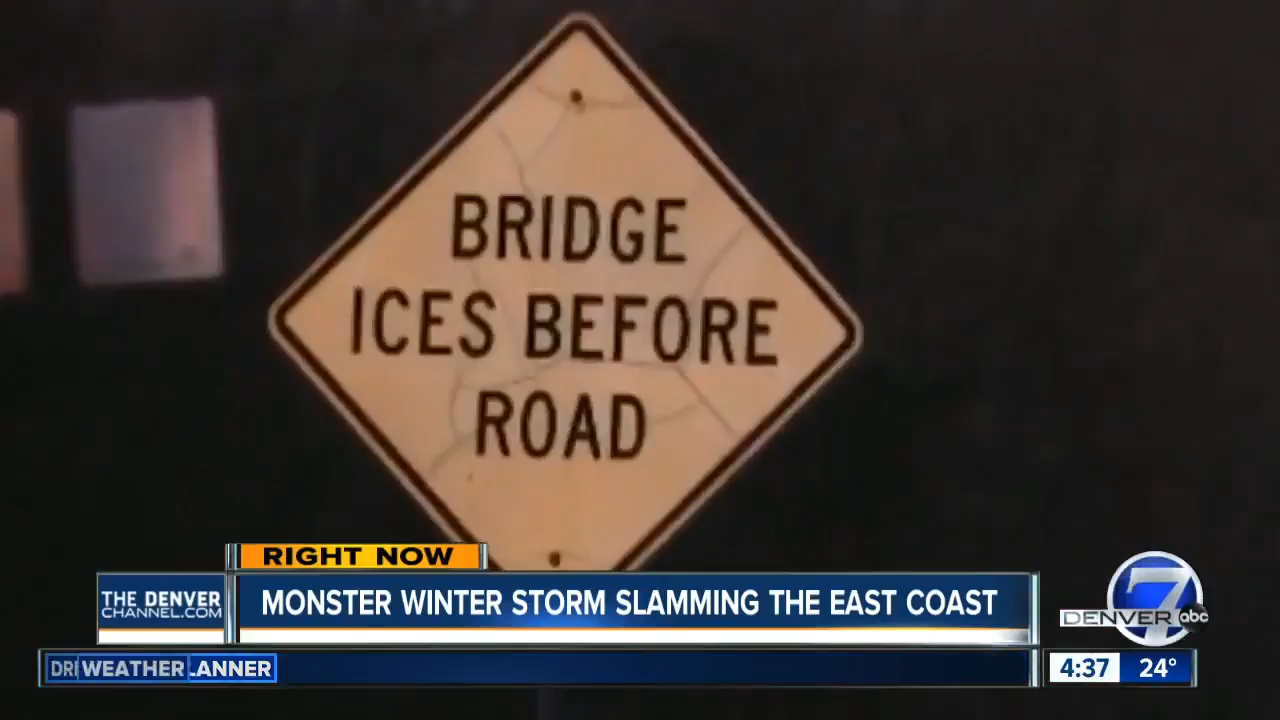 BRIDGE
ICES BEFORE
ROAD
RIGHT NOW
THE DENVER
CHANNEL.COM
MONSTER WINTER STORM SLAMMING THE EAST COAST
7
DENVER abc
WEATHER
4:37 24°